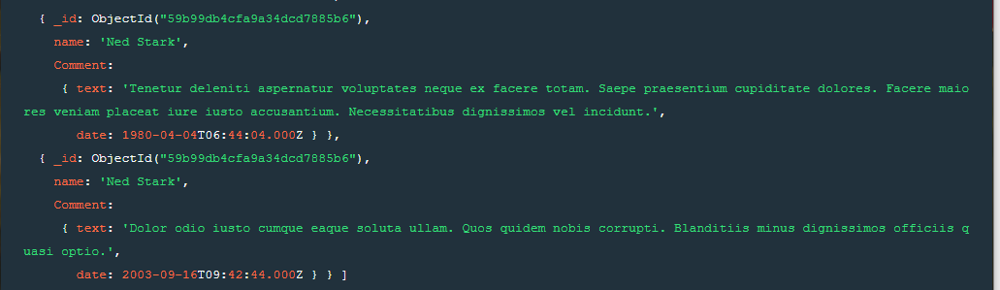 { _id: ObjectId("59b99db4cfa9a34dcd7885b6"),
name: 'Ned Stark',
Comment:
{ text: 'Tenetur deleniti aspernatur voluptates neque ex facere totam. Saepe praesentium cupiditate dolores. Facere maio
res veniam placeat iure iusto accusantium. Necessitatibus dignissimos vel incidunt.',
date: 1980-04-04T06:44:04.000Z } },
{ _id: ObjectId("59b99db4cfa9a34dcd7885b6"),
name: 'Ned Stark',
Comment:
{ text: 'Dolor odio iusto cumque eaque soluta ullam. Quos quidem nobis corrupti. Blanditiis minus dignissimos officiis q
uasi optio.',
date: 2003-09-16T09:42:44.000Z } } ]